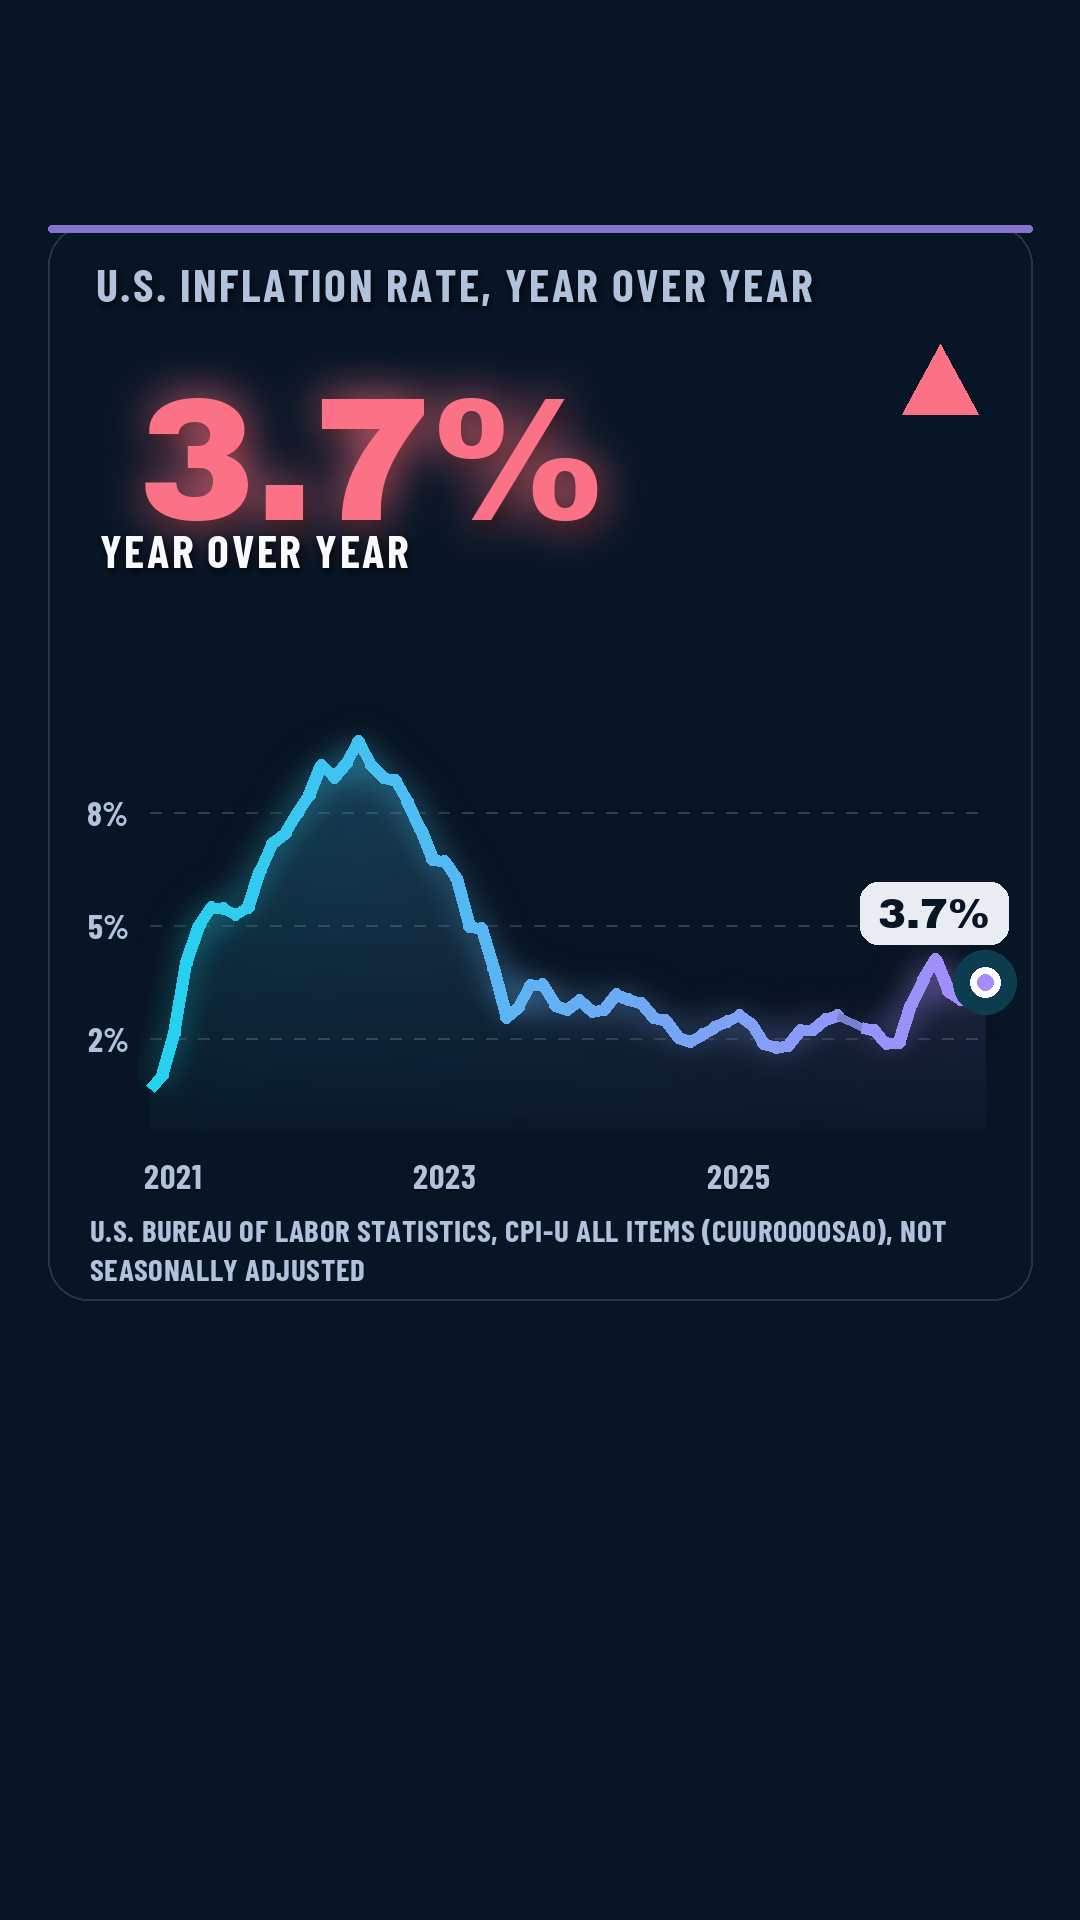 U.S. INFLATION RATE, YEAR OVER YEAR
3.7%
YEAR OVER YEAR
8%
5%
3.7%
2%
2021 2023 2025
U.S. BUREAU OF LABOR STATISTICS, CPI-U ALL ITEMS (CUUR0000SA0), NOT
SEASONALLY ADJUSTED